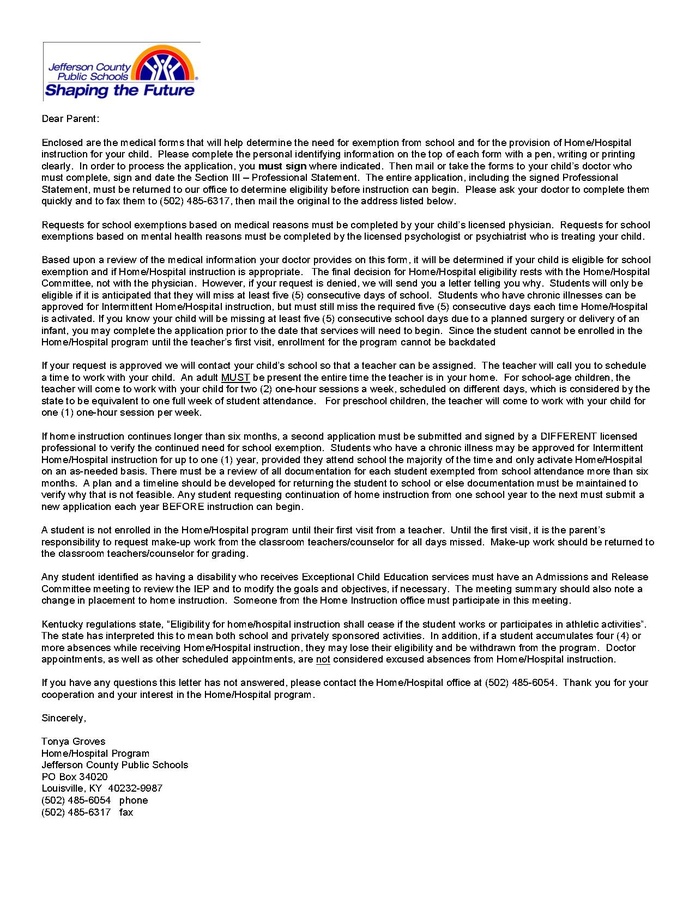 Jefferson County
Public Schools
Shaping the Future
Dear Parent:
Enclosed are the medical forms that will help determine the need for exemption from school and for the provision of Home/Hospital
instruction for your child.  Please complete the personal identifying information on the top of each form with a pen, writing or printing
clearly.  In order to process the application, you must sign where indicated.  Then mail or take the forms to your child's doctor who
must complete, sign and date the Section III – Professional Statement.  The entire application, including the signed Professional
Statement, must be returned to our office to determine eligibility before instruction can begin.  Please ask your doctor to complete them
quickly and to fax them to (502) 485-6317, then mail the original to the address listed below.
Requests for school exemptions based on medical reasons must be completed by your child's licensed physician.  Requests for school
exemptions based on mental health reasons must be completed by the licensed psychologist or psychiatrist who is treating your child.
Based upon a review of the medical information your doctor provides on this form, it will be determined if your child is eligible for school
exemption and if Home/Hospital instruction is appropriate.   The final decision for Home/Hospital eligibility rests with the Home/Hospital
Committee, not with the physician.  However, if your request is denied, we will send you a letter telling you why.  Students will only be
eligible if it is anticipated that they will miss at least five (5) consecutive days of school.  Students who have chronic illnesses can be
approved for Intermittent Home/Hospital instruction, but must still miss the required five (5) consecutive days each time Home/Hospital
is activated. If you know your child will be missing at least five (5) consecutive school days due to a planned surgery or delivery of an
infant, you may complete the application prior to the date that services will need to begin.  Since the student cannot be enrolled in the
Home/Hospital program until the teacher's first visit, enrollment for the program cannot be backdated
If your request is approved we will contact your child's school so that a teacher can be assigned.  The teacher will call you to schedule
a time to work with your child.  An adult MUST be present the entire time the teacher is in your home.  For school-age children, the
teacher will come to work with your child for two (2) one-hour sessions a week, scheduled on different days, which is considered by the
state to be equivalent to one full week of student attendance.   For preschool children, the teacher will come to work with your child for
one (1) one-hour session per week.
If home instruction continues longer than six months, a second application must be submitted and signed by a DIFFERENT licensed
professional to verify the continued need for school exemption.  Students who have a chronic illness may be approved for Intermittent
Home/Hospital instruction for up to one (1) year, provided they attend school the majority of the time and only activate Home/Hospital
on an as-needed basis. There must be a review of all documentation for each student exempted from school attendance more than six
months.  A plan and a timeline should be developed for returning the student to school or else documentation must be maintained to
verify why that is not feasible. Any student requesting continuation of home instruction from one school year to the next must submit a
new application each year BEFORE instruction can begin.
A student is not enrolled in the Home/Hospital program until their first visit from a teacher.  Until the first visit, it is the parent's
responsibility to request make-up work from the classroom teachers/counselor for all days missed.  Make-up work should be returned to
the classroom teachers/counselor for grading.
Any student identified as having a disability who receives Exceptional Child Education services must have an Admissions and Release
Committee meeting to review the IEP and to modify the goals and objectives, if necessary.  The meeting summary should also note a
change in placement to home instruction.  Someone from the Home Instruction office must participate in this meeting.
Kentucky regulations state, "Eligibility for home/hospital instruction shall cease if the student works or participates in athletic activities".
The state has interpreted this to mean both school and privately sponsored activities.  In addition, if a student accumulates four (4) or
more absences while receiving Home/Hospital instruction, they may lose their eligibility and be withdrawn from the program.  Doctor
appointments, as well as other scheduled appointments, are not considered excused absences from Home/Hospital instruction.
If you have any questions this letter has not answered, please contact the Home/Hospital office at (502) 485-6054.  Thank you for your
cooperation and your interest in the Home/Hospital program.
Sincerely,
Tonya Groves
Home/Hospital Program
Jefferson County Public Schools
PO Box 34020
Louisville, KY  40232-9987
(502) 485-6054   phone
(502) 485-6317   fax